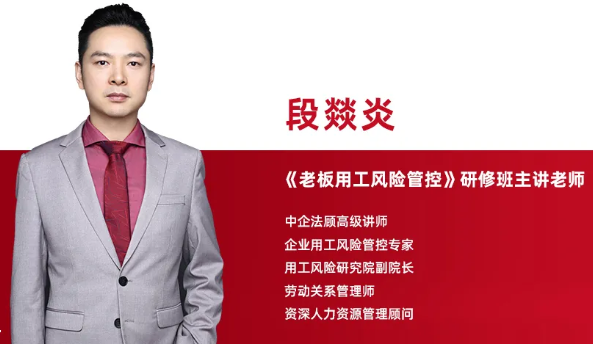 段燚炎
《老板用工风险管控》研修班主讲老师
中企法顾高级讲师
企业用工风险管控专家
用工风险研究院副院长
劳动关系管理师
资深人力资源管理顾问